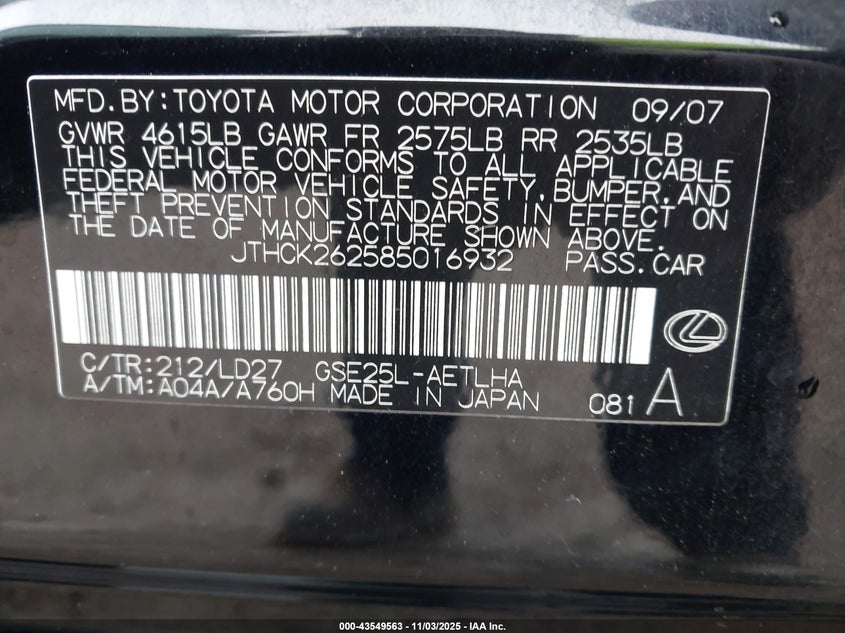 MFD. BY: TOYOTA MOTOR CORPORATION 09/07
GVWR 4615LB GAWR FR 2575LB RR 2535LB
THIS VEHICLE CONFORMS TO ALL APPLICABLE
FEDERAL MOTOR VEHICLE SAFETY, BUMPER, AND
THEFT PREVENTION STANDARDS IN EFFECT ON
THE DATE OF MANUFACTURE SHOWN ABOVE.
JTHCK262585016932 PASS. CAR
C/TR: 212/LD27 GSE25L-AETLHA
A/TM: A04A/A760H MADE IN JAPAN 081 A
000-43549563 - 11/03/2025 - IAA Inc.